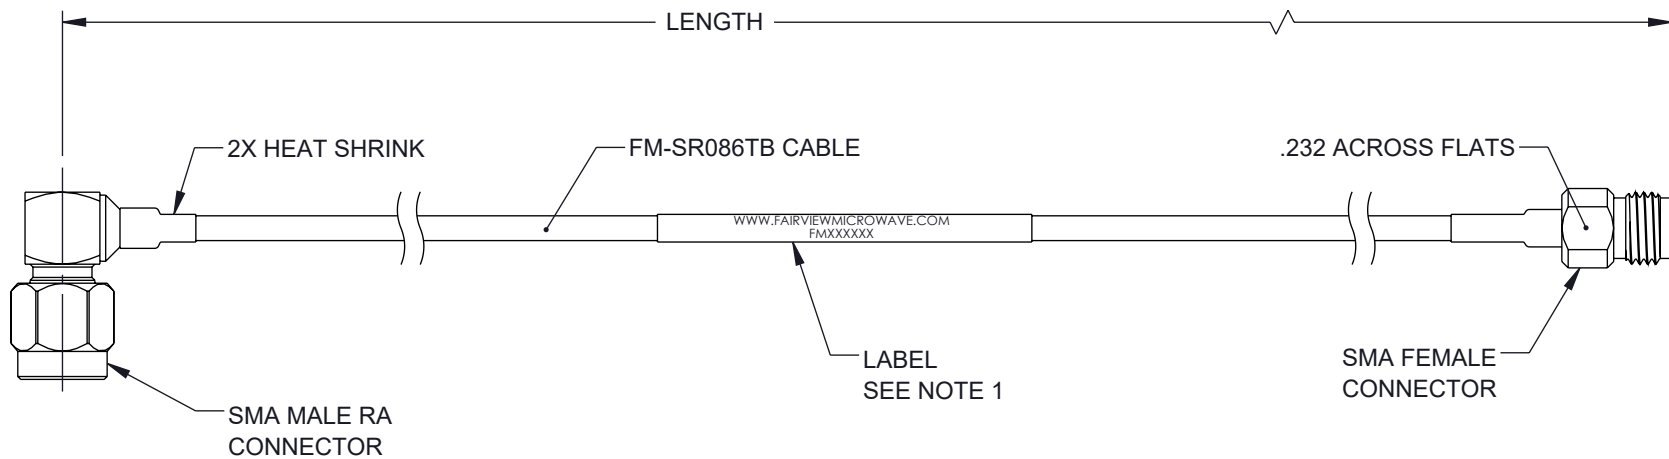 LENGTH
2X HEAT SHRINK
FM-SR086TB CABLE
.232 ACROSS FLATS
WWW.FAIRVIEWMICROWAVE.COM
FMXXXXXX
LABEL
SEE NOTE 1
SMA FEMALE
CONNECTOR
SMA MALE RA
CONNECTOR